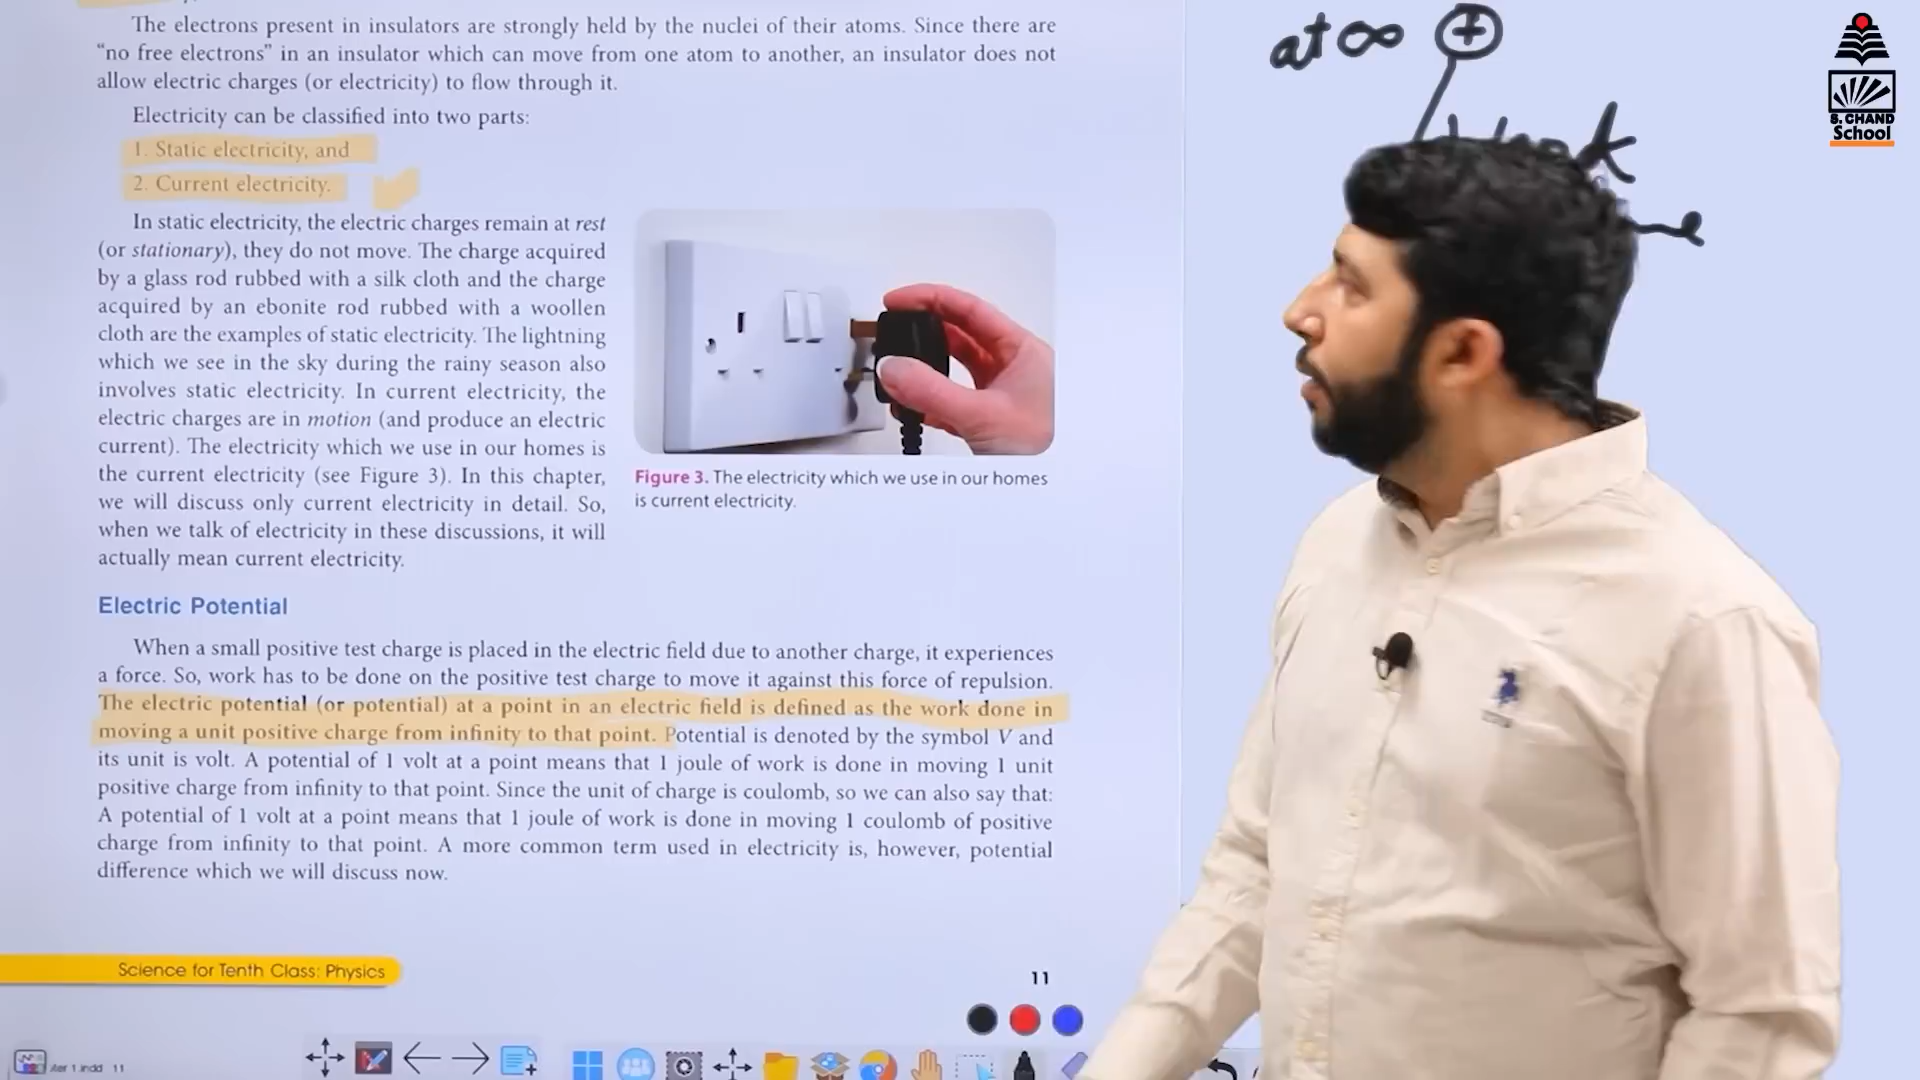 The electrons present in insulators are strongly held by the nuclei of their atoms. Since there are
“no free electrons” in an insulator which can move from one atom to another, an insulator does not
allow electric charges (or electricity) to flow through it.
Electricity can be classified into two parts:
1. Static electricity, and
2. Current electricity.
In static electricity, the electric charges remain at rest
(or stationary), they do not move. The charge acquired
by a glass rod rubbed with a silk cloth and the charge
acquired by an ebonite rod rubbed with a woollen
cloth are the examples of static electricity. The lightning
which we see in the sky during the rainy season also
involves static electricity. In current electricity, the
electric charges are in motion (and produce an electric
current). The electricity which we use in our homes is
the current electricity (see Figure 3). In this chapter,
we will discuss only current electricity in detail. So,
when we talk of electricity in these discussions, it will
actually mean current electricity.
Figure 3. The electricity which we use in our homes
is current electricity.
Electric Potential
When a small positive test charge is placed in the electric field due to another charge, it experiences
a force. So, work has to be done on the positive test charge to move it against this force of repulsion.
The electric potential (or potential) at a point in an electric field is defined as the work done in
moving a unit positive charge from infinity to that point. Potential is denoted by the symbol V and
its unit is volt. A potential of 1 volt at a point means that 1 joule of work is done in moving 1 unit
positive charge from infinity to that point. Since the unit of charge is coulomb, so we can also say that:
A potential of 1 volt at a point means that 1 joule of work is done in moving 1 coulomb of positive
charge from infinity to that point. A more common term used in electricity is, however, potential
difference which we will discuss now.
Science for Tenth Class: Physics
11
at ∞ +
S. CHAND
School